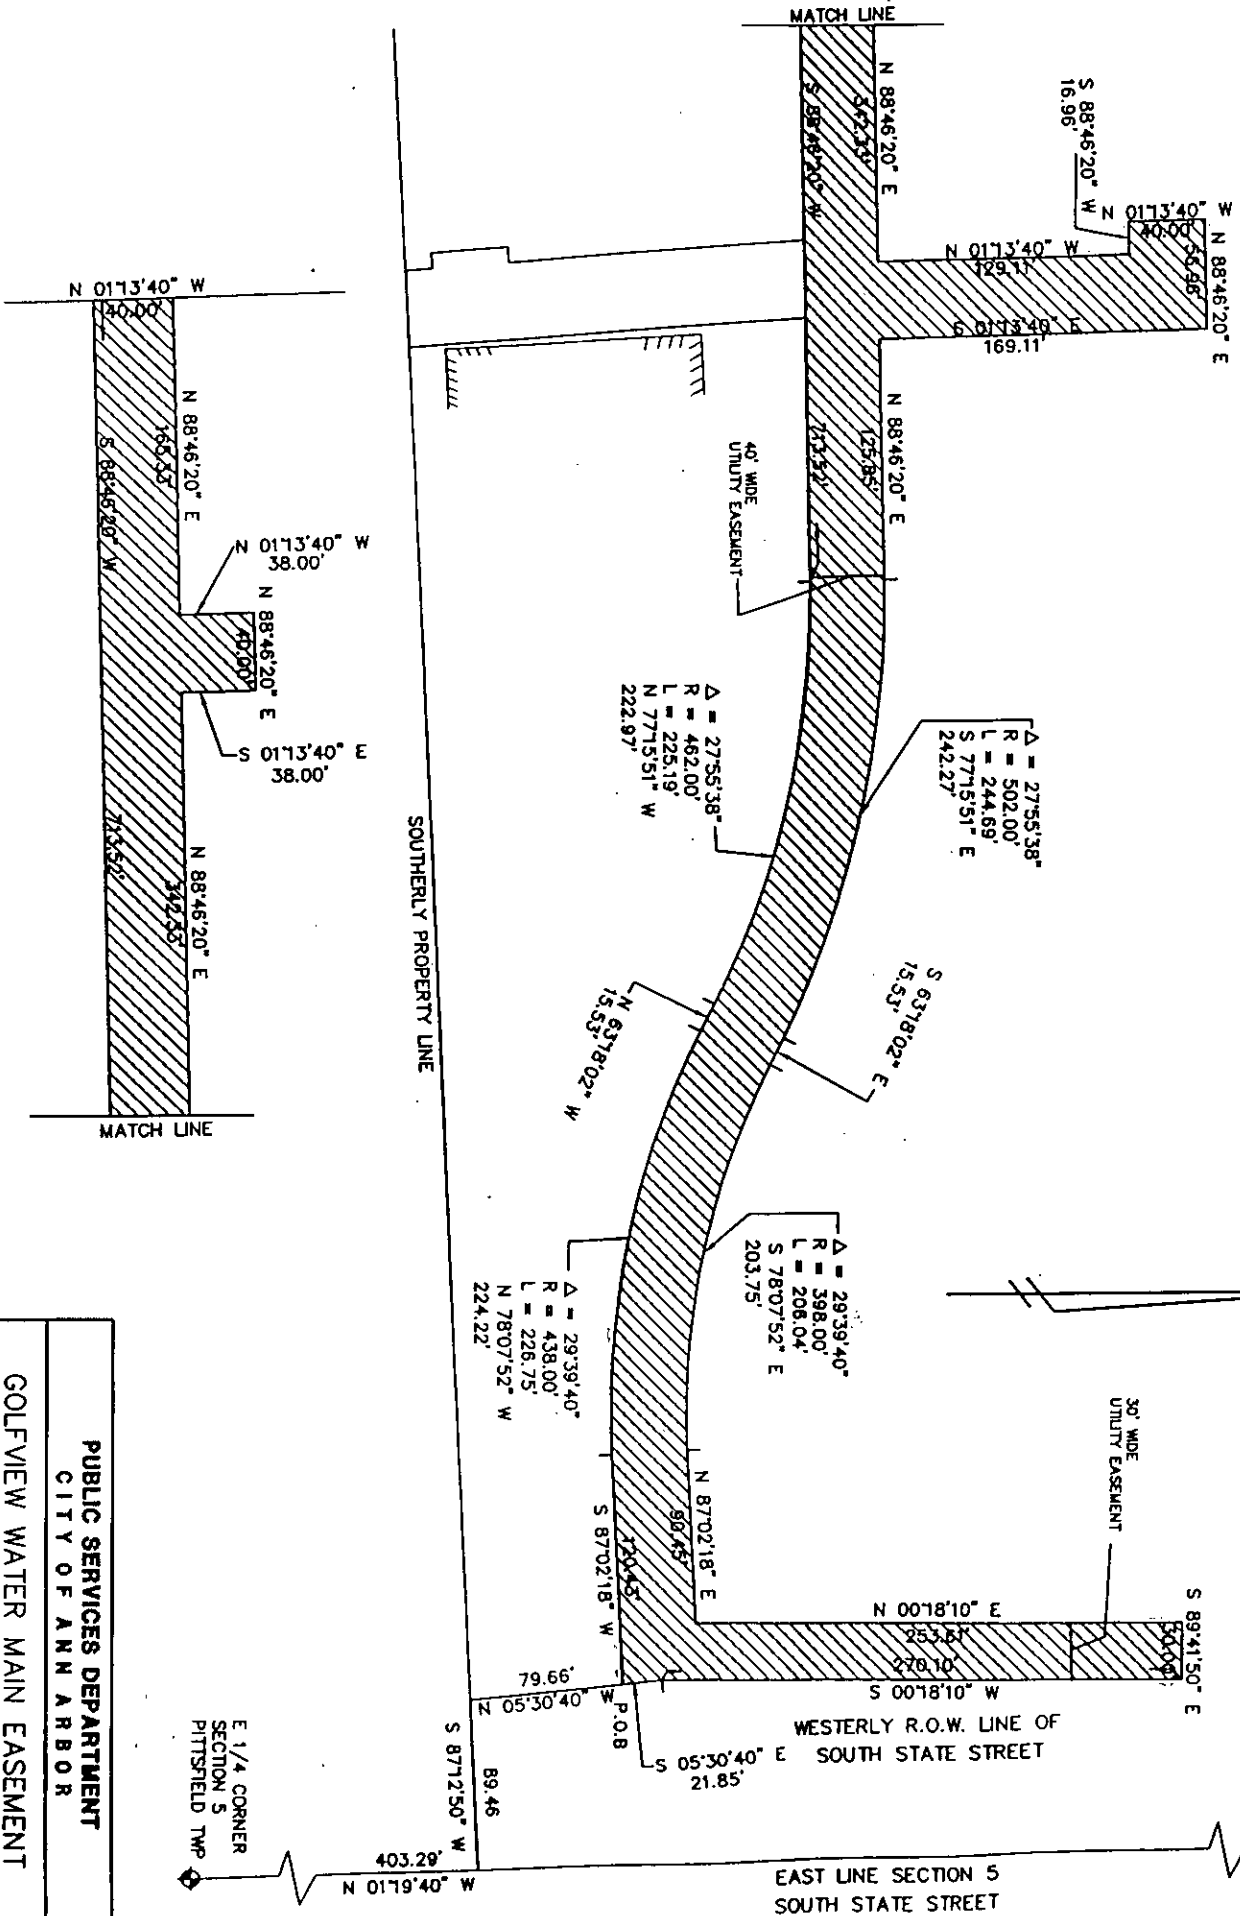 MATCH LINE
N 88°46'20" E
342.33'
S 88°46'20" W
S 88°46'20" W
16.96'
N 01°13'40" W
40.00'
N 88°46'20" E
55.96'
N 01°13'40" W
129.11'
S 01°13'40" E
169.11'
N 88°46'20" E
125.85'
713.52'
40' WIDE
UTILITY EASEMENT
N 01°13'40" W
40.00'
N 88°46'20" E
165.33'
S 88°46'20" W
N 01°13'40" W
38.00'
N 88°46'20" E
40.00'
S 01°13'40" E
38.00'
N 88°46'20" E
342.33'
713.52'
MATCH LINE
SOUTHERLY PROPERTY LINE
Δ = 27°55'38"
R = 462.00'
L = 225.19'
N 77°15'51" W
222.97'
Δ = 27°55'38"
R = 502.00'
L = 244.69'
S 77°15'51" E
242.27'
S 63°18'02" E
15.53'
N 63°18'02" W
15.53'
Δ = 29°39'40"
R = 398.00'
L = 206.04'
S 78°07'52" E
203.75'
Δ = 29°39'40"
R = 438.00'
L = 226.75'
N 78°07'52" W
224.22'
30' WIDE
UTILITY EASEMENT
N 87°02'18" E
90.45'
120.43'
S 87°02'18" W
S 89°41'50" E
30.00'
N 00°18'10" E
253.61'
270.10'
S 00°18'10" W
WESTERLY R.O.W. LINE OF
SOUTH STATE STREET
79.66'
N 05°30'40" W
P.O.B
S 05°30'40" E
21.85'
89.46
S 87°12'50" W
403.29'
N 01°19'40" W
EAST LINE SECTION 5
SOUTH STATE STREET
E 1/4 CORNER
SECTION 5
PITTSFIELD TWP
PUBLIC SERVICES DEPARTMENT
CITY OF ANN ARBOR
GOLFVIEW WATER MAIN EASEMENT